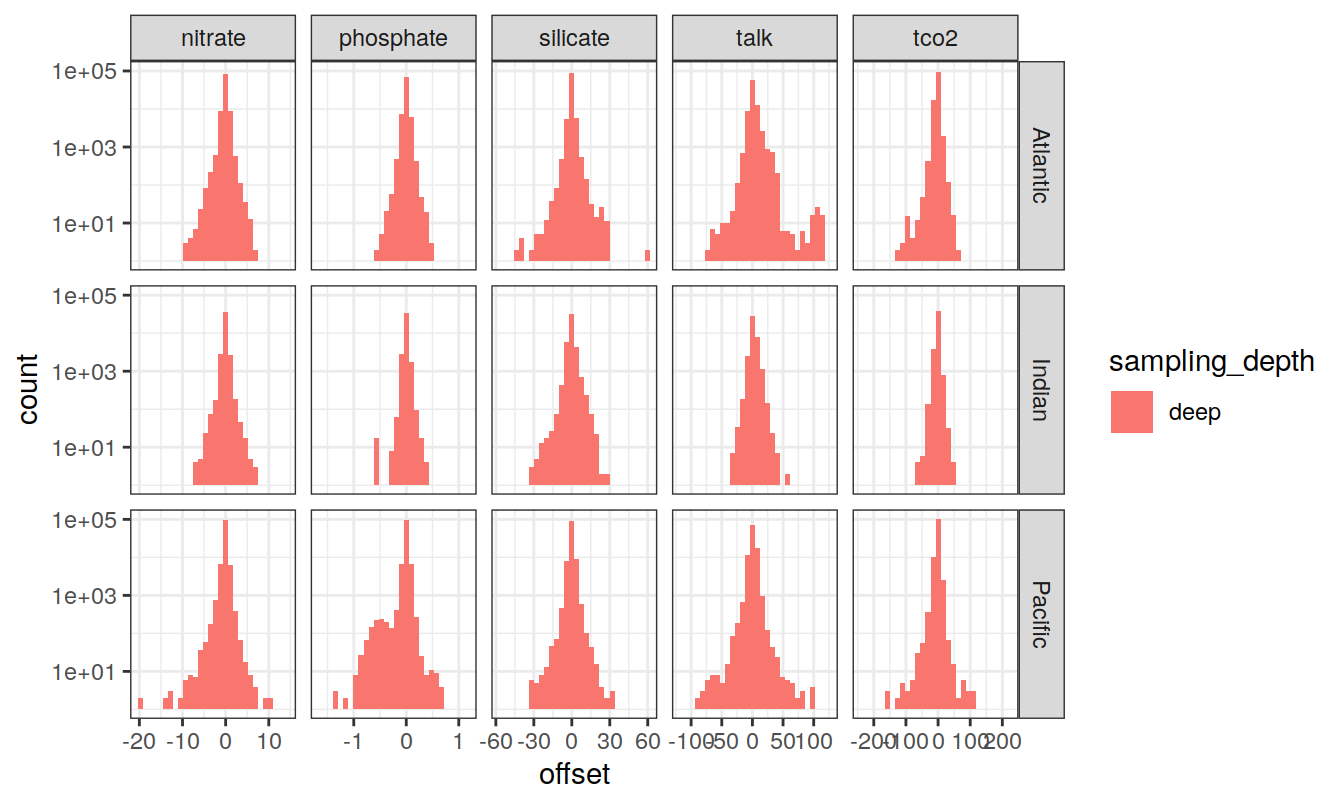 nitrate phosphate silicate talk tco2
1e+05
1e+03
1e+01
Atlantic
1e+05
1e+03
1e+01
Indian
1e+05
1e+03
1e+01
Pacific
count
-20 -10 0 10 -1 0 1 -60 -30 0 30 60 -100 -50 0 50 100 -200 -100 0 100 200
offset
sampling_depth
deep